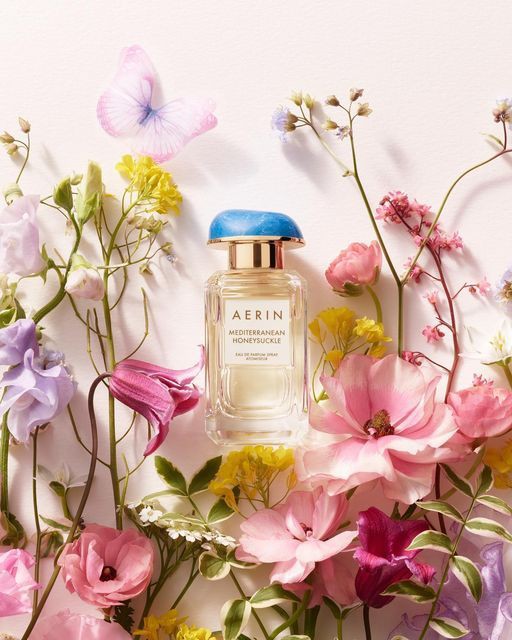 AERIN
MEDITERRANEAN
HONEYSUCKLE
EAU DE PARFUM SPRAY
ATOMISEUR